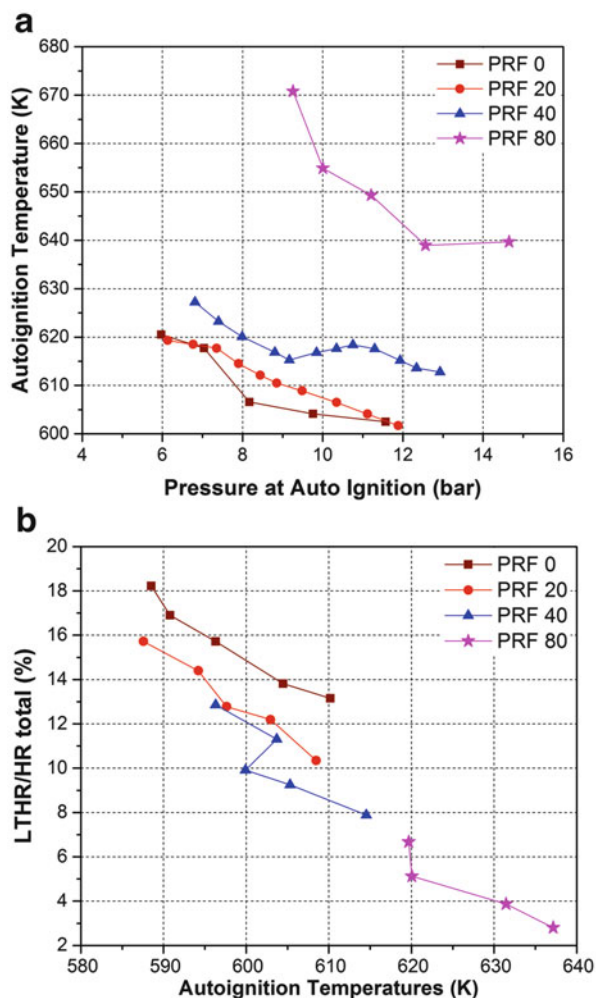 a
680
670
660
650
640
630
620
610
600
Autoignition Temperature (K)
PRF 0
PRF 20
PRF 40
PRF 80
4 6 8 10 12 14 16
Pressure at Auto Ignition (bar)
b
20
18
16
14
12
10
8
6
4
2
LTHR/HR total (%)
PRF 0
PRF 20
PRF 40
PRF 80
580 590 600 610 620 630 640
Autoignition Temperatures (K)